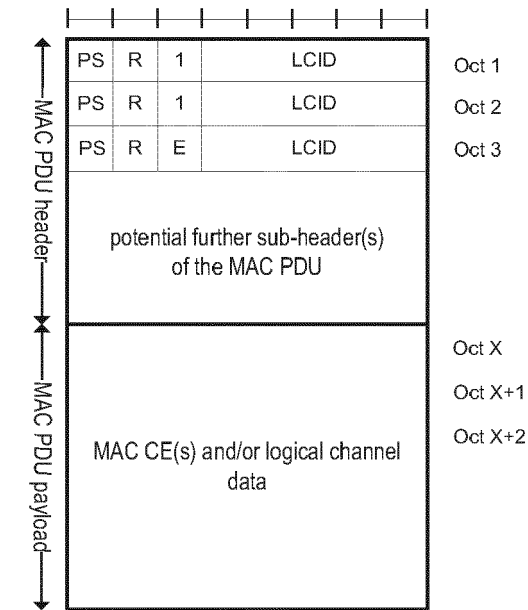 PS R 1 LCID Oct 1
PS R 1 LCID Oct 2
PS R E LCID Oct 3
MAC PDU header
potential further sub-header(s)
of the MAC PDU
Oct X
Oct X+1
Oct X+2
MAC PDU payload
MAC CE(s) and/or logical channel
data